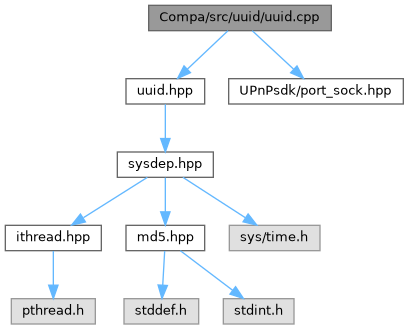 Compa/src/uuid/uuid.cpp
uuid.hpp
UPnPsdk/port_sock.hpp
sysdep.hpp
ithread.hpp
md5.hpp
sys/time.h
pthread.h
stddef.h
stdint.h